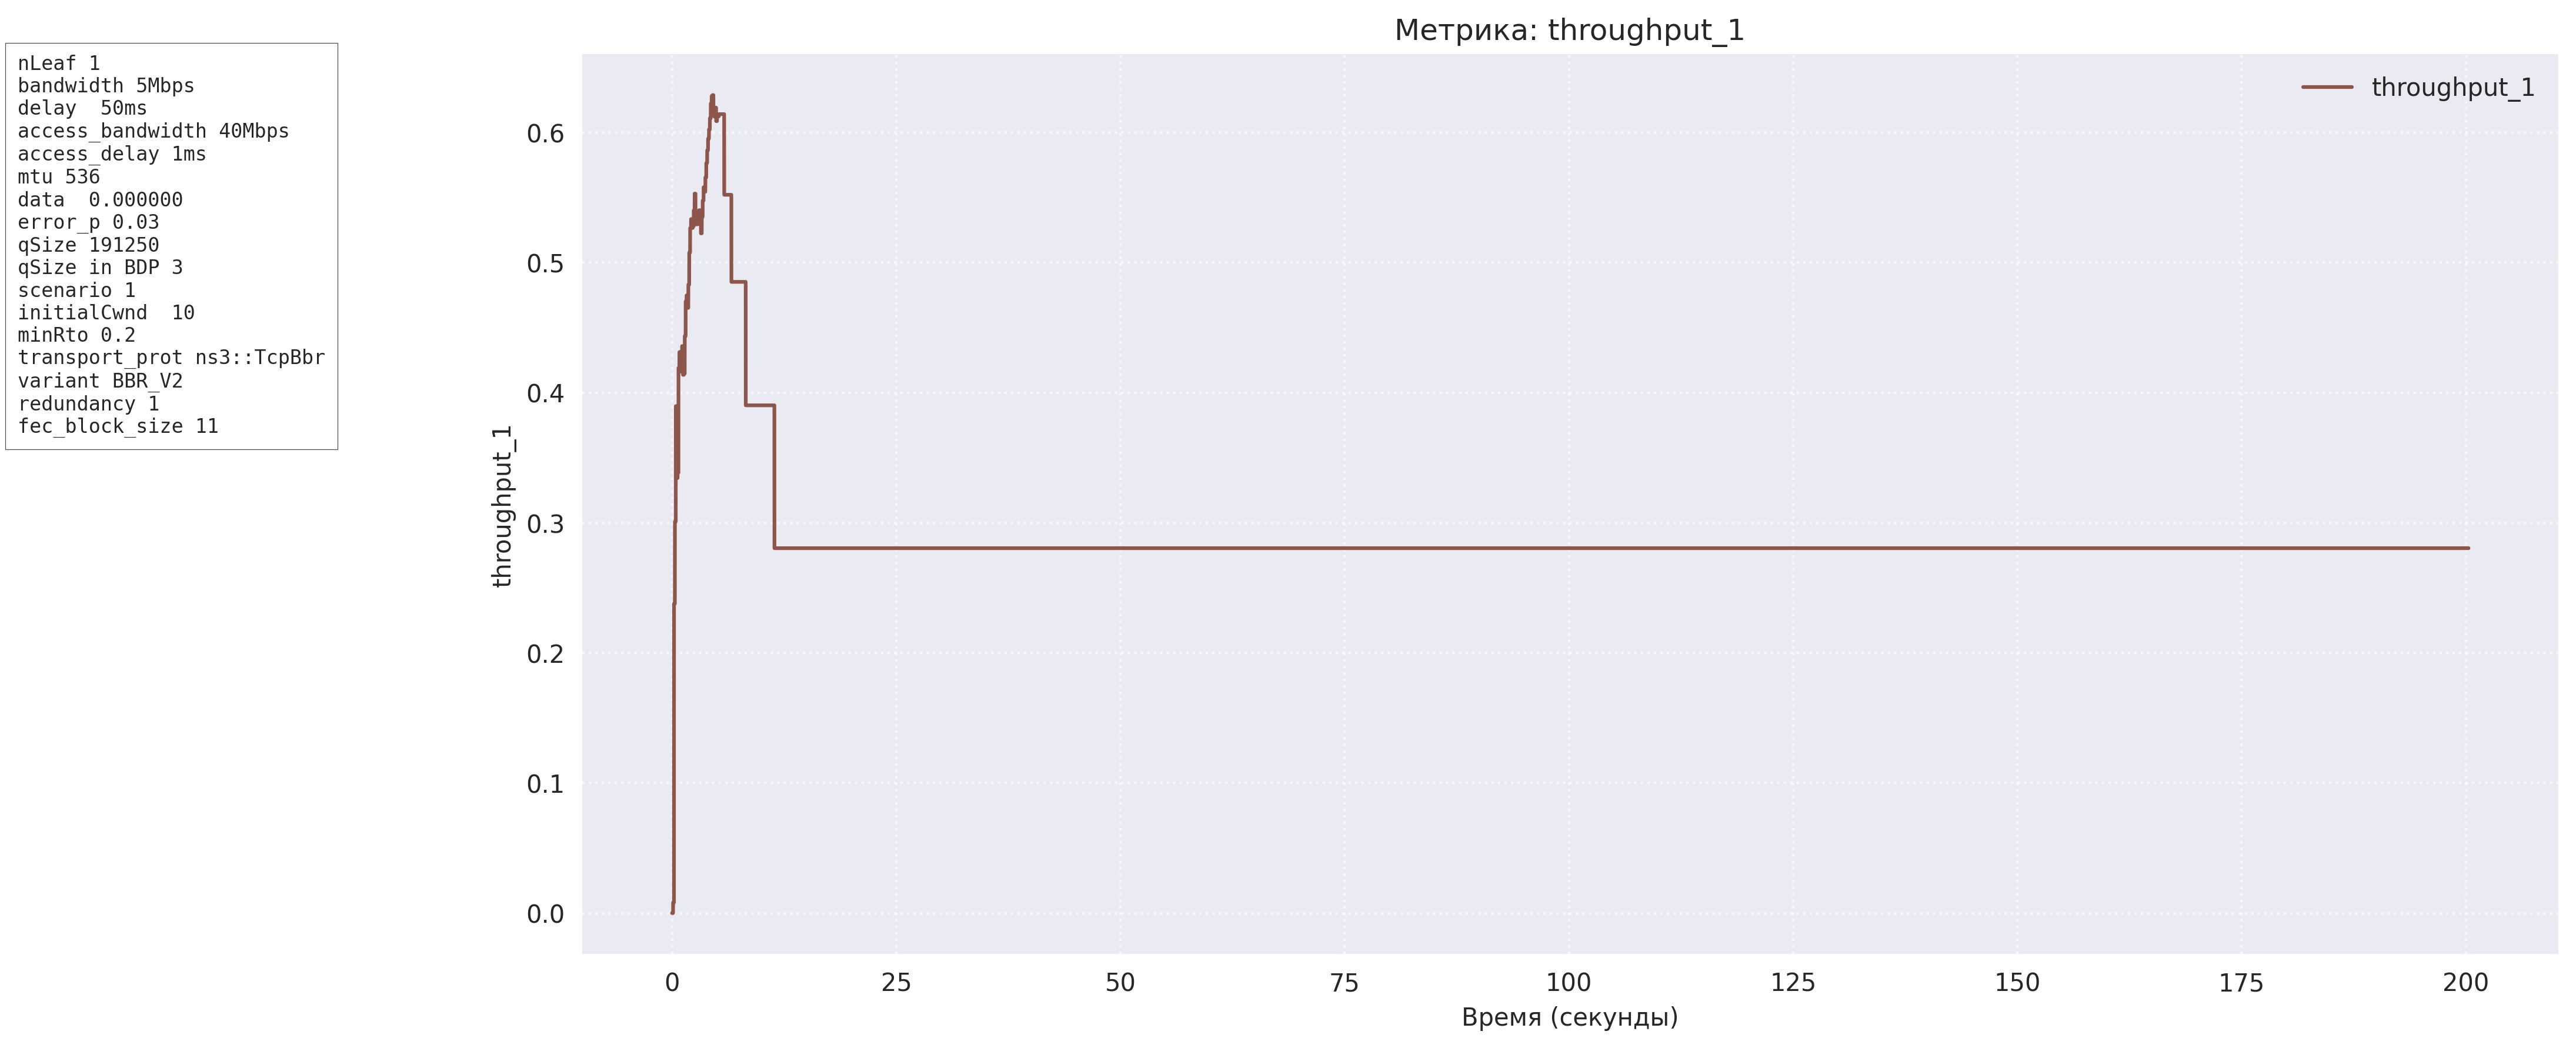 nLeaf 1
bandwidth 5Mbps
delay  50ms
access_bandwidth 40Mbps
access_delay 1ms
mtu 536
data  0.000000
error_p 0.03
qSize 191250
qSize in BDP 3
scenario 1
initialCwnd  10
minRto 0.2
transport_prot ns3::TcpBbr
variant BBR_V2
redundancy 1
fec_block_size 11
Метрика: throughput_1
throughput_1
throughput_1
0.6
0.5
0.4
0.3
0.2
0.1
0.0
0 25 50 75 100 125 150 175 200
Время (секунды)